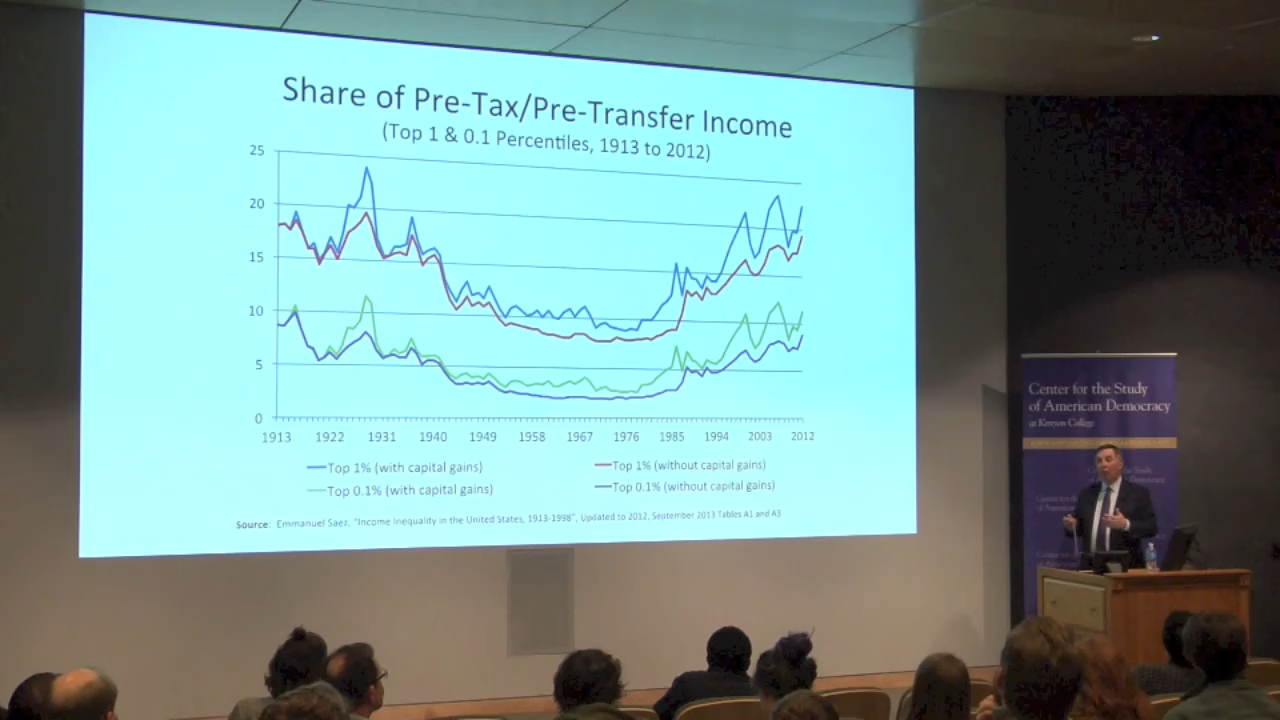 Share of Pre-Tax/Pre-Transfer Income
(Top 1 & 0.1 Percentiles, 1913 to 2012)
25
20
15
10
5
0
1913 1922 1931 1940 1949 1958 1967 1976 1985 1994 2003 2012
Top 1% (with capital gains) Top 1% (without capital gains)
Top 0.1% (with capital gains) Top 0.1% (without capital gains)
Source: Emmanuel Saez, "Income Inequality in the United States, 1913-1998", Updated to 2012, September 2013 Tables A1 and A3
Center for the Study
of American Democracy
at Kenyon College